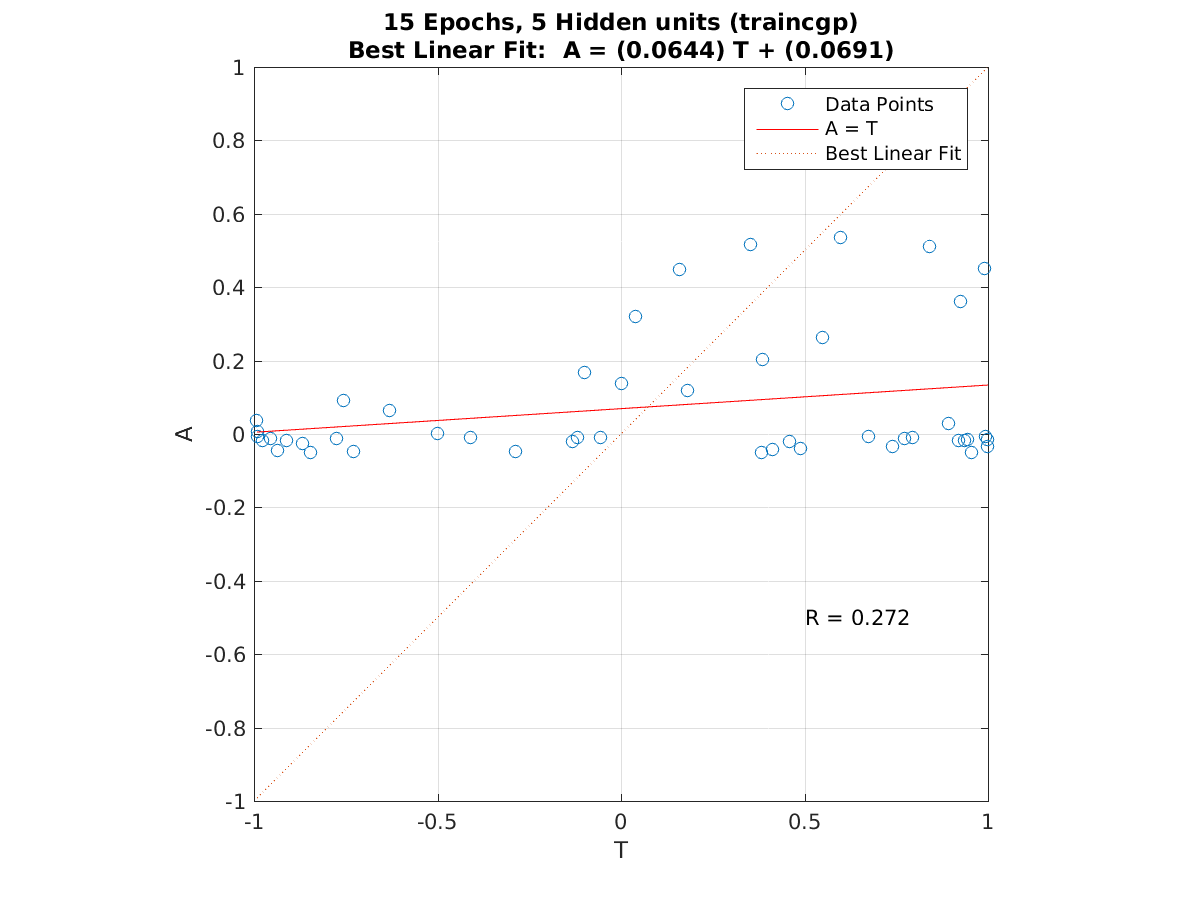 15 Epochs, 5 Hidden units (traincgp)
Best Linear Fit:  A = (0.0644) T + (0.0691)
Data Points
A = T
Best Linear Fit
1
0.8
0.6
0.4
0.2
0
-0.2
-0.4
-0.6
-0.8
-1
A
R = 0.272
-1
-0.5
0
0.5
1
T